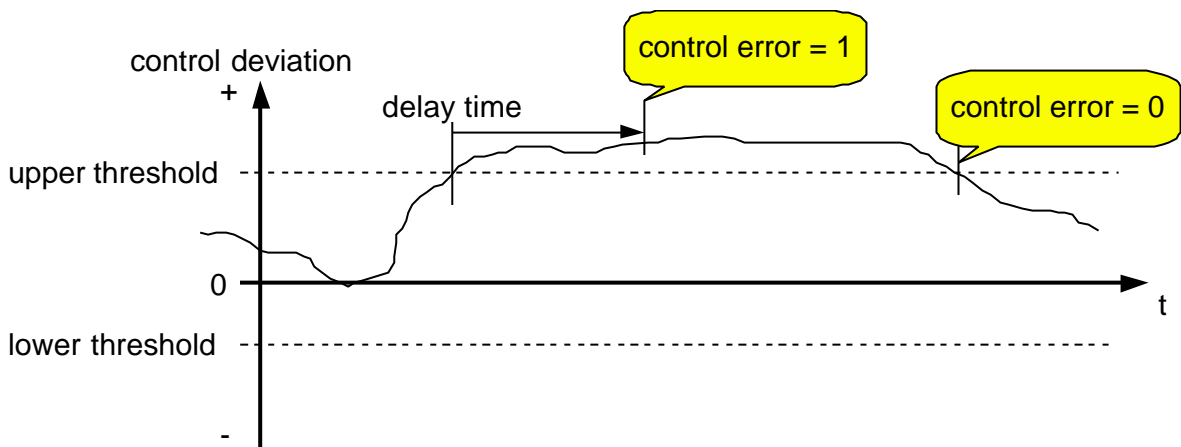 control error = 1
control deviation
+
delay time
control error = 0
upper threshold
0
t
lower threshold
-